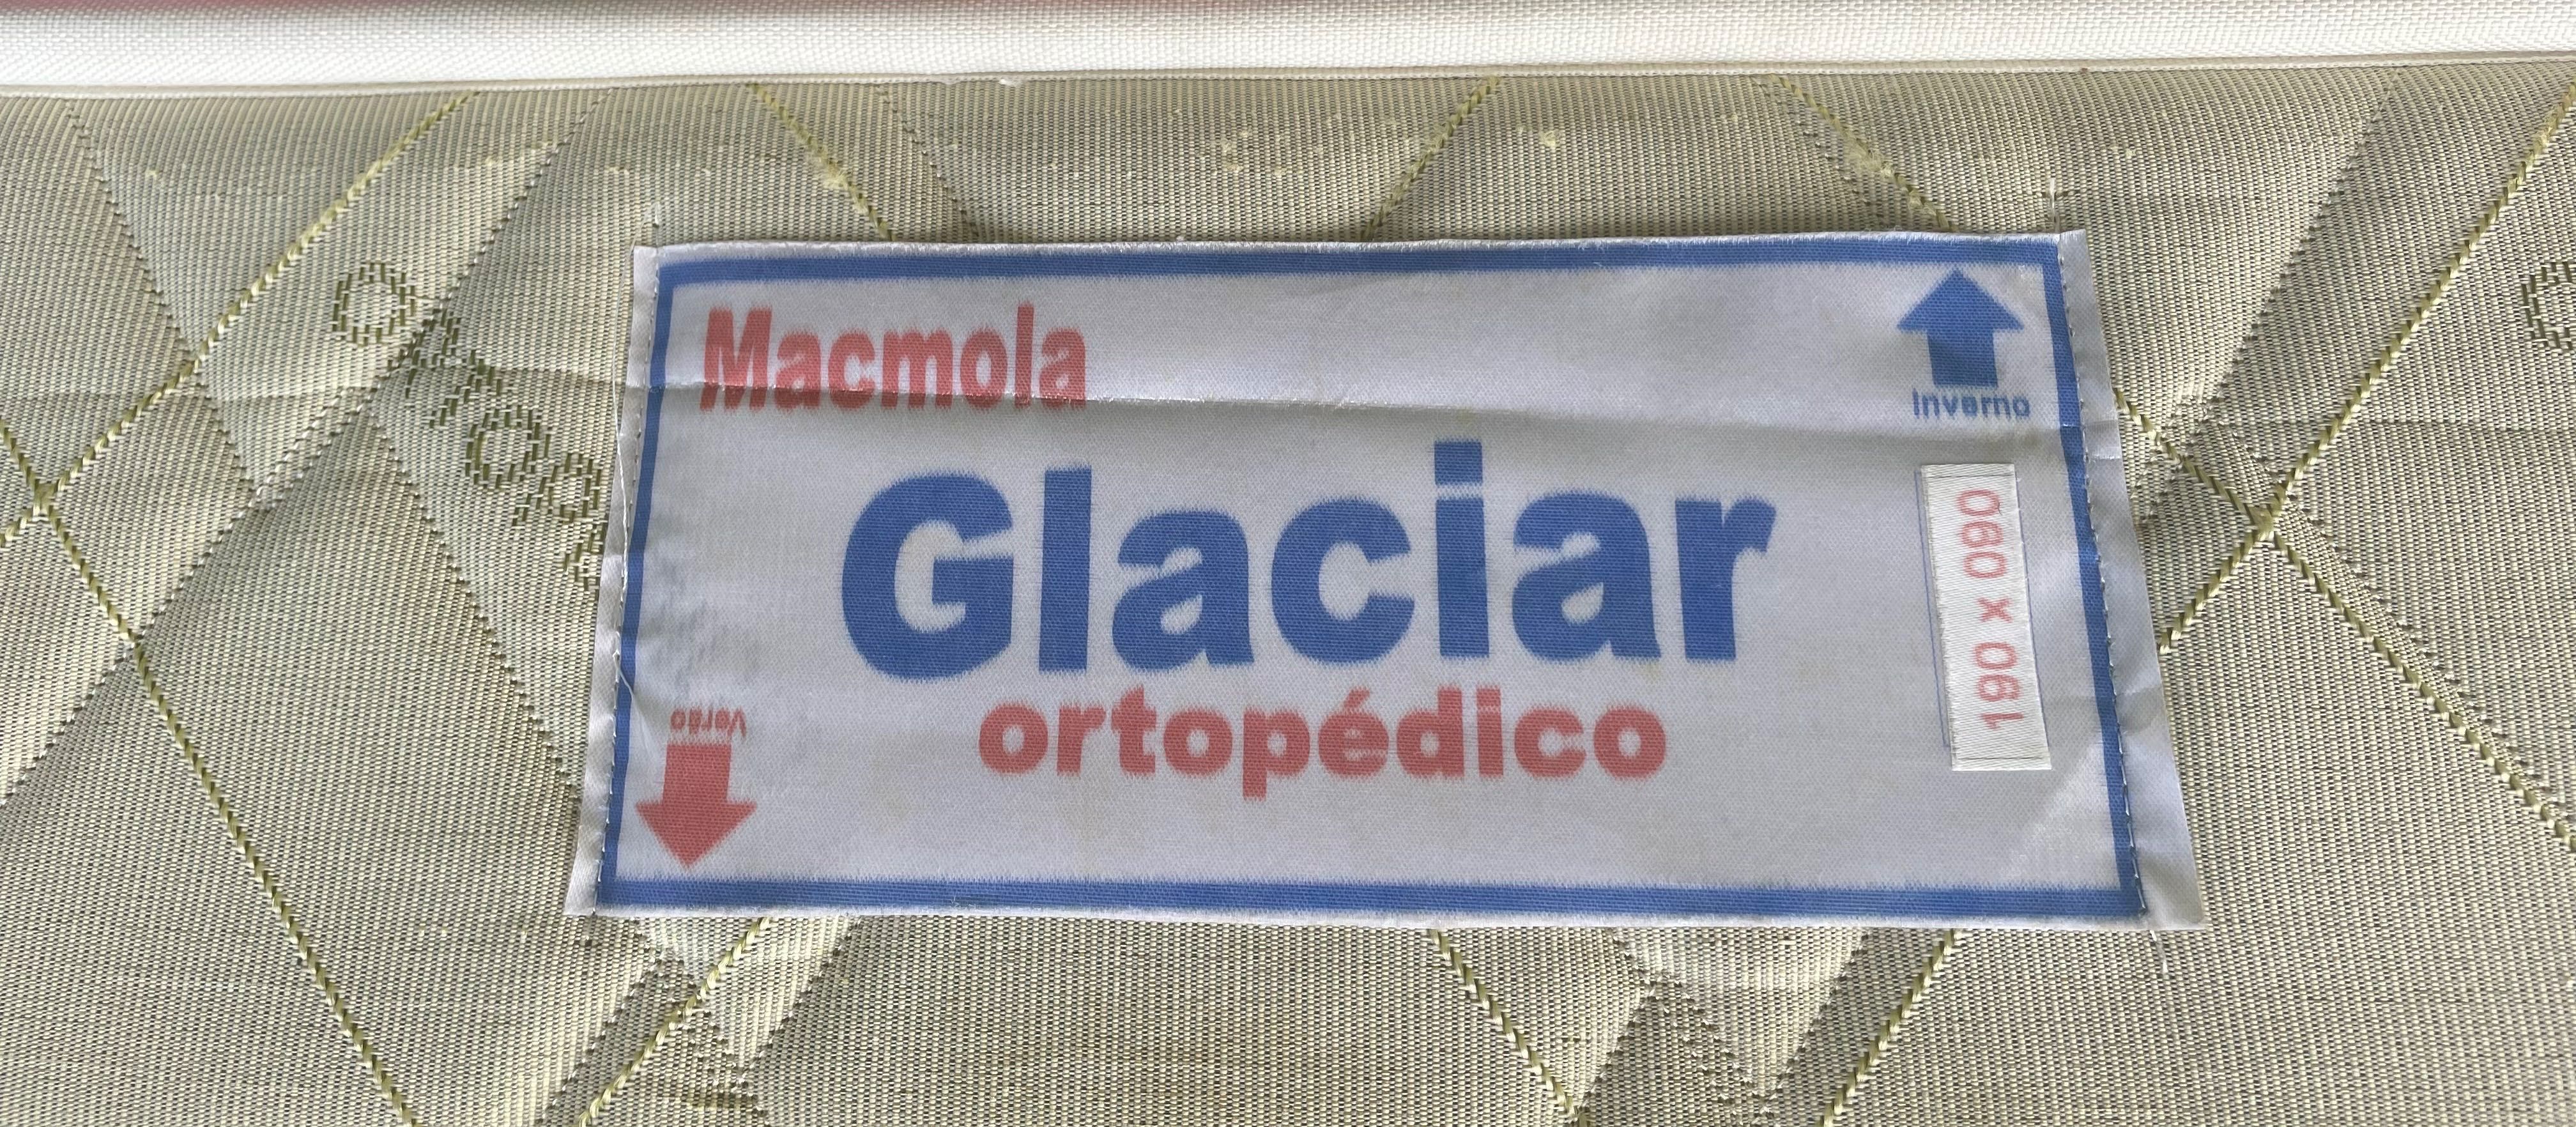 Macmola
Inverno
Glaciar
190 x 090
ortopédico
Verão